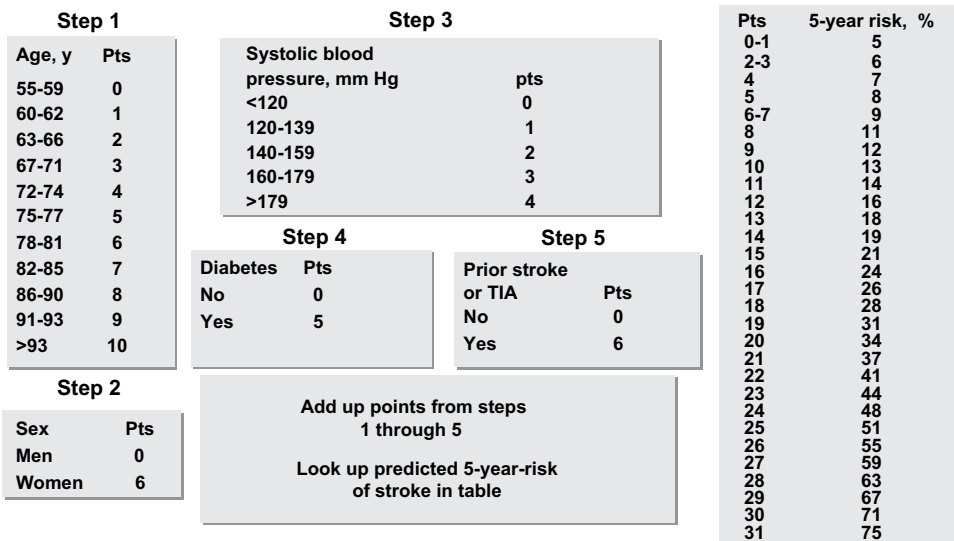 Step 1
Age, y Pts
55-59 0
60-62 1
63-66 2
67-71 3
72-74 4
75-77 5
78-81 6
82-85 7
86-90 8
91-93 9
>93 10
Step 2
Sex Pts
Men 0
Women 6
Step 3
Systolic blood
pressure, mm Hg pts
<120 0
120-139 1
140-159 2
160-179 3
>179 4
Step 4
Diabetes Pts
No 0
Yes 5
Step 5
Prior stroke
or TIA Pts
No 0
Yes 6
Add up points from steps
1 through 5
Look up predicted 5-year-risk
of stroke in table
Pts 5-year risk, %
0-1 5
2-3 6
4 7
5 8
6-7 9
8 11
9 12
10 13
11 14
12 16
13 18
14 19
15 21
16 24
17 26
18 28
19 31
20 34
21 37
22 41
23 44
24 48
25 51
26 55
27 59
28 63
29 67
30 71
31 75